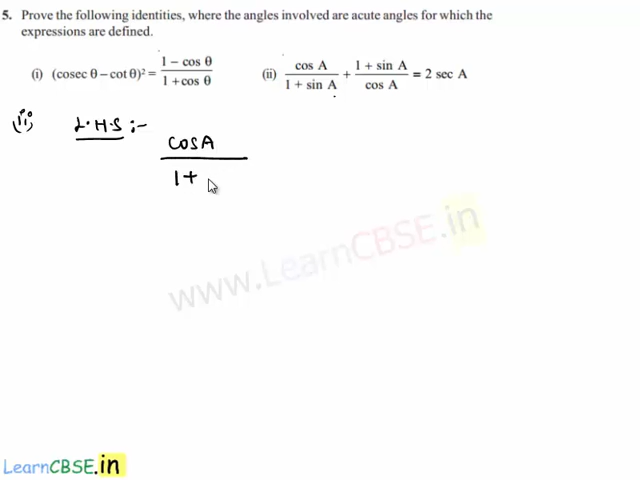 5. Prove the following identities, where the angles involved are acute angles for which the
expressions are defined.
(i) (cosec θ – cot θ)² = (1 – cos θ)/(1 + cos θ) (ii) cos A/(1 + sin A) + (1 + sin A)/cos A = 2 sec A
(ii) L.H.S :-
cosA
1+
www.LearnCBSE.in
LearnCBSE.in